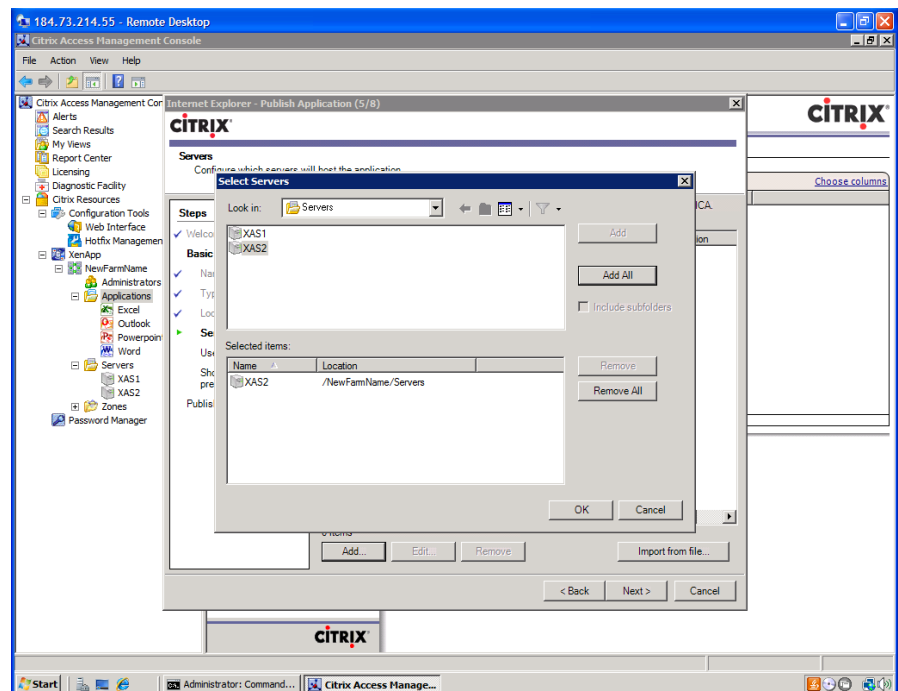 184.73.214.55 - Remote Desktop
Citrix Access Management Console
File Action View Help
Citrix Access Management Con
Alerts
Search Results
My Views
Report Center
Licensing
Diagnostic Facility
Citrix Resources
Configuration Tools
Web Interface
Hotfix Managemen
XenApp
NewFarmName
Administrators
Applications
Excel
Outlook
Powerpoin
Word
Servers
XAS1
XAS2
Zones
Password Manager
Internet Explorer - Publish Application (5/8)
CITRIX
Servers
Configure which servers will host the application
Steps
Welco
Basic
Na
Typ
Loc
Se
Use
Sho
pre
Publis
ICA.
ion
Select Servers
Look in: Servers
XAS1
XAS2
Add
Add All
Include subfolders
Selected items:
Name Location
XAS2 /NewFarmName/Servers
Remove
Remove All
OK Cancel
0 items
Add... Edit... Remove Import from file...
< Back Next > Cancel
CITRIX
Choose columns
CITRIX
Start Administrator: Command... Citrix Access Manage...